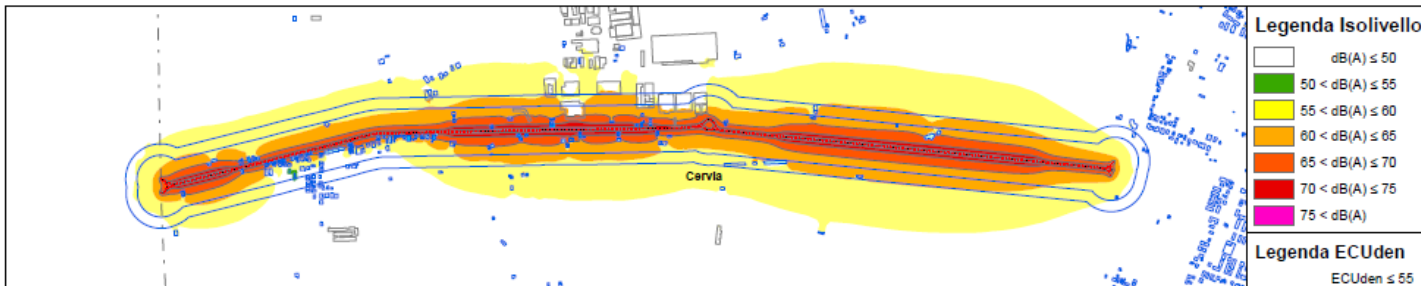 Cervia
Legenda Isolivello
dB(A) ≤ 50
50 < dB(A) ≤ 55
55 < dB(A) ≤ 60
60 < dB(A) ≤ 65
65 < dB(A) ≤ 70
70 < dB(A) ≤ 75
75 < dB(A)
Legenda ECUden
ECUden ≤ 55